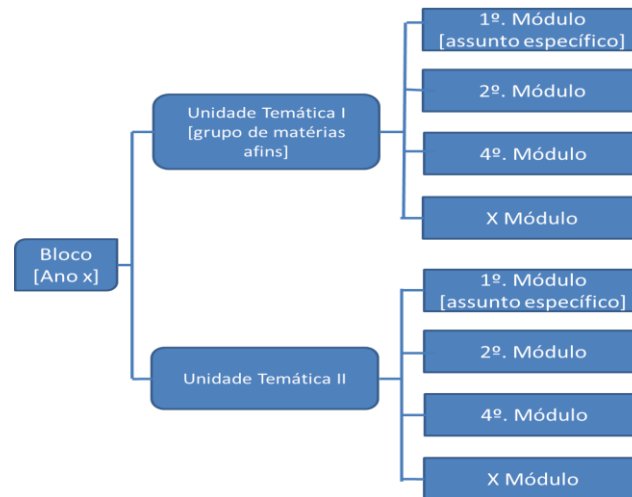 Bloco
[Ano x]
Unidade Temática I
[grupo de matérias
afins]
1º. Módulo
[assunto específico]
2º. Módulo
4º. Módulo
X Módulo
Unidade Temática II
1º. Módulo
[assunto específico]
2º. Módulo
4º. Módulo
X Módulo